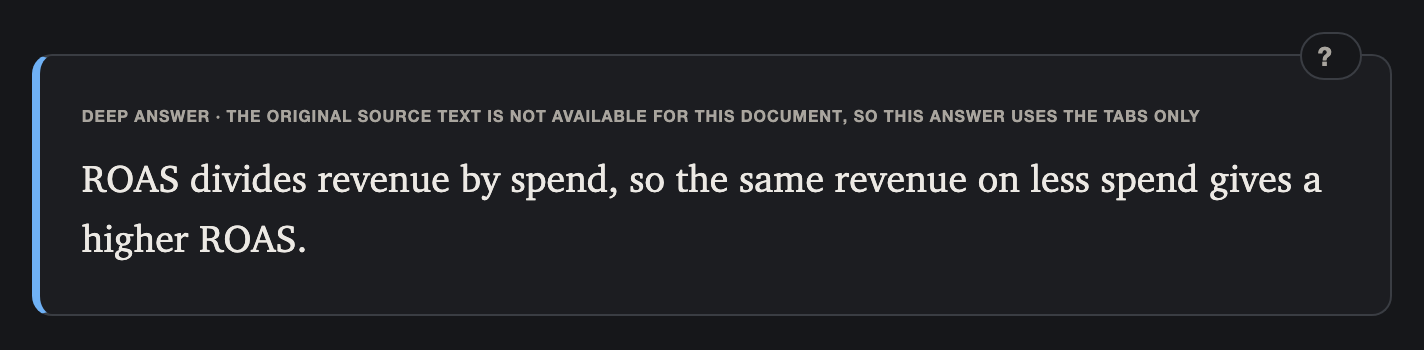 ?
DEEP ANSWER · THE ORIGINAL SOURCE TEXT IS NOT AVAILABLE FOR THIS DOCUMENT, SO THIS ANSWER USES THE TABS ONLY
ROAS divides revenue by spend, so the same revenue on less spend gives a
higher ROAS.